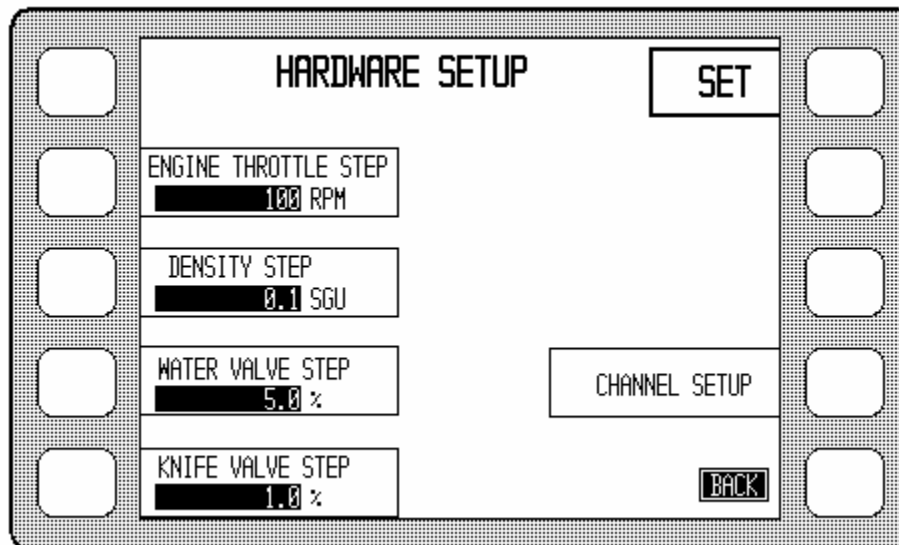 HARDWARE SETUP
SET
ENGINE THROTTLE STEP
100 RPM
DENSITY STEP
0.1 SGU
WATER VALVE STEP
5.0 %
CHANNEL SETUP
KNIFE VALVE STEP
1.0 %
BACK